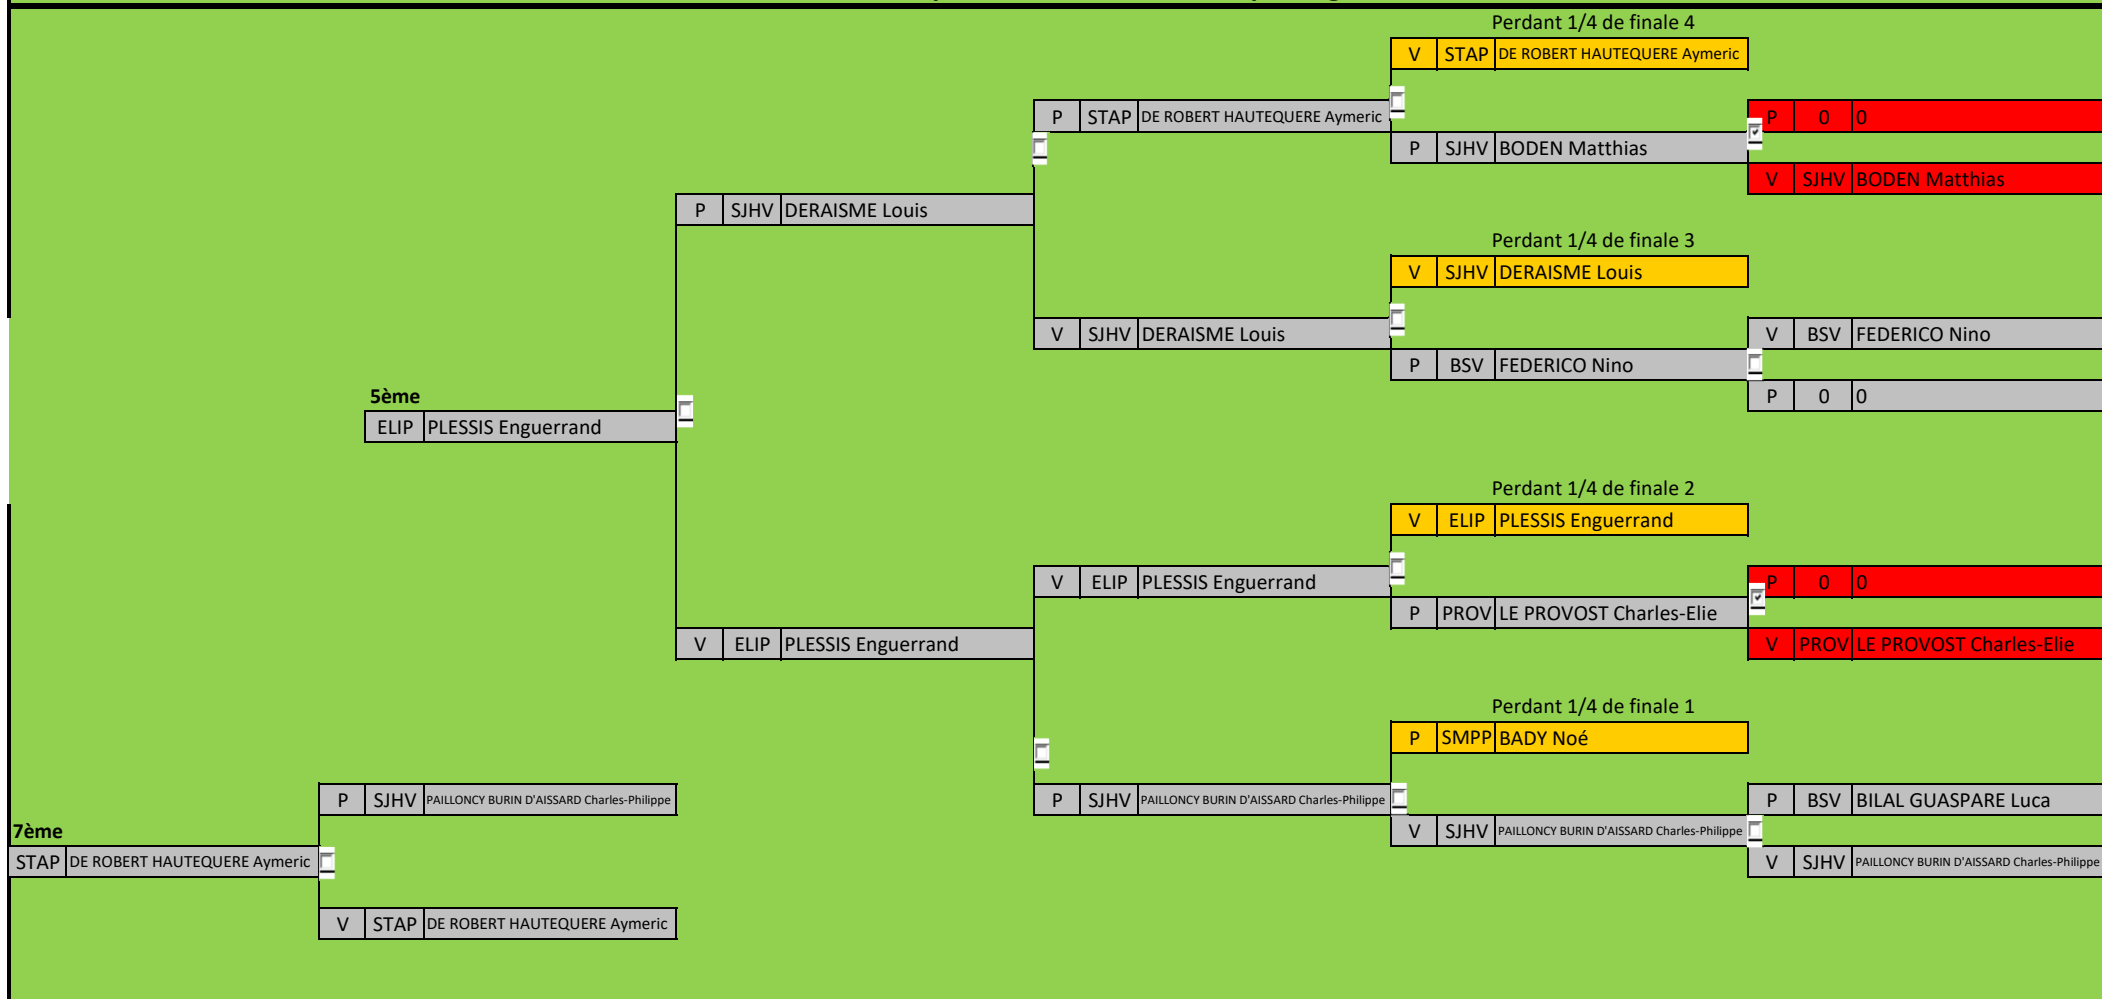 Perdant 1/4 de finale 4
V STAP DE ROBERT HAUTEQUERE Aymeric
P STAP DE ROBERT HAUTEQUERE Aymeric
P 0 0
P SJHV BODEN Matthias
V SJHV BODEN Matthias
P SJHV DERAISME Louis
Perdant 1/4 de finale 3
V SJHV DERAISME Louis
V SJHV DERAISME Louis
V BSV FEDERICO Nino
P BSV FEDERICO Nino
P 0 0
5ème
ELIP PLESSIS Enguerrand
Perdant 1/4 de finale 2
V ELIP PLESSIS Enguerrand
V ELIP PLESSIS Enguerrand
P 0 0
P PROV LE PROVOST Charles-Elie
V ELIP PLESSIS Enguerrand
V PROV LE PROVOST Charles-Elie
Perdant 1/4 de finale 1
P SMPP BADY Noé
P SJHV PAILLONCY BURIN D'AISSARD Charles-Philippe
P SJHV PAILLONCY BURIN D'AISSARD Charles-Philippe
P BSV BILAL GUASPARE Luca
7ème
V SJHV PAILLONCY BURIN D'AISSARD Charles-Philippe
STAP DE ROBERT HAUTEQUERE Aymeric
V SJHV PAILLONCY BURIN D'AISSARD Charles-Philippe
V STAP DE ROBERT HAUTEQUERE Aymeric